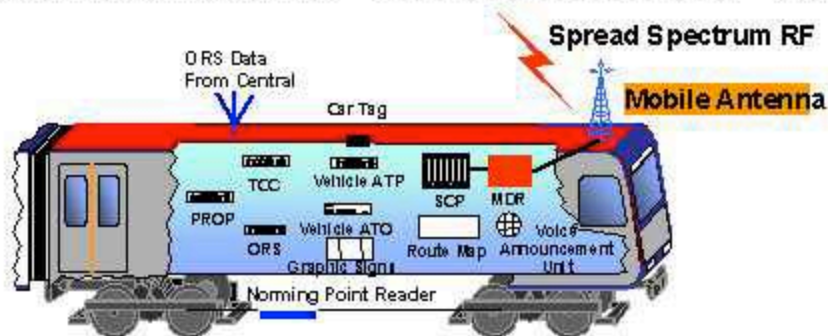 Spread Spectrum RF
ORS Data
From Central
Mobile Antenna
Car Tag
TCC
Vehicle ATP
SCP
MDR
PROP
Vehicle ATO
ORS
Route Map
Voice
Announcement
Unit
Graphic Signs
Norming Point Reader